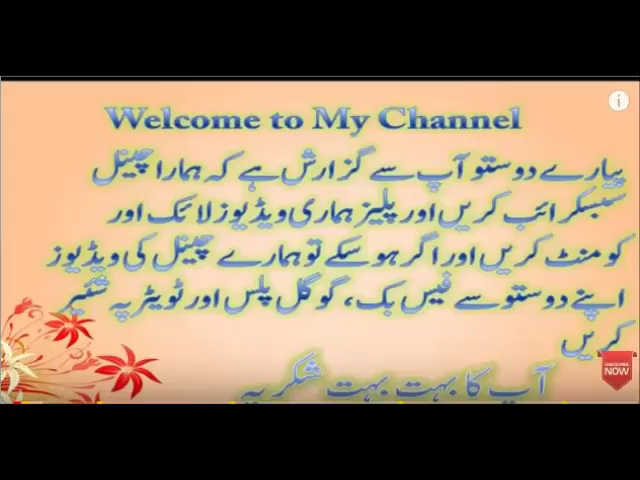 Welcome to My Channel
پیارے دوستو آپ سے گزارش ہے کہ ہمارا چینل
سبسکرائب کریں اور پلیز ہماری ویڈیوز لائک اور
کومنٹ کریں اور اگر ہو سکے تو ہمارے چینل کی ویڈیوز
اپنے دوستو سے فیس بک، گوگل پلس اور ٹویٹر پہ شئیر
کریں
SUBSCRIBE
NOW
آپ کا بہت بہت شکریہ